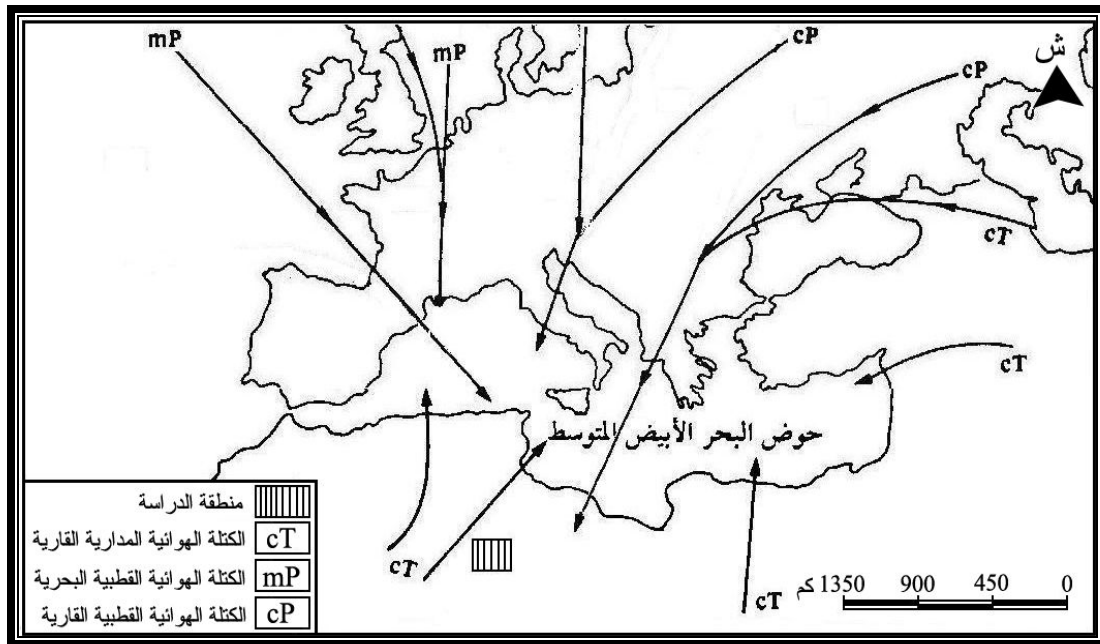 mP
mP
cP
cP
ش
cT
cT
حوض البحر الأبيض المتوسط
cT
cT
منطقة الدراسة
cT الكتلة الهوائية المدارية القارية
mP الكتلة الهوائية القطبية البحرية
cP الكتلة الهوائية القطبية القارية
0 450 900 1350 كم